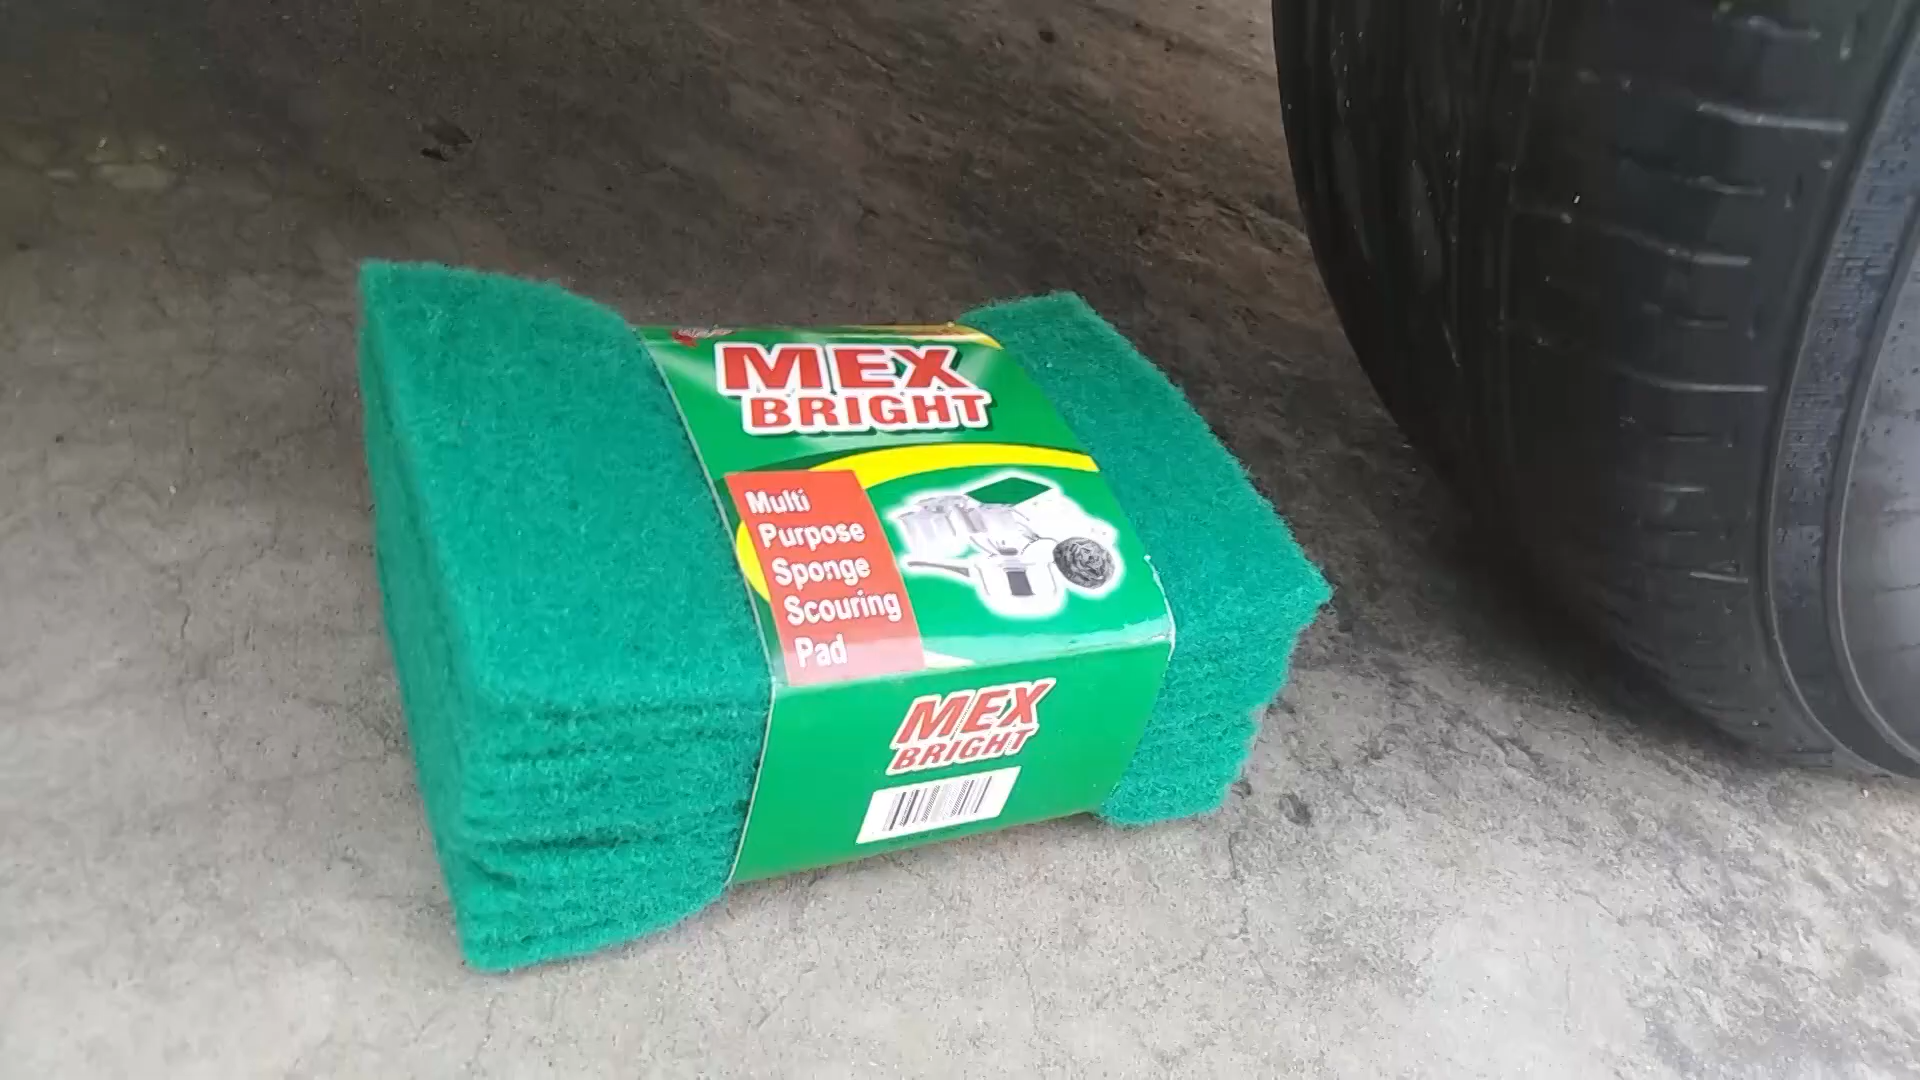 MEX
BRIGHT
Multi
Purpose
Sponge
Scouring
Pad
MEX
BRIGHT